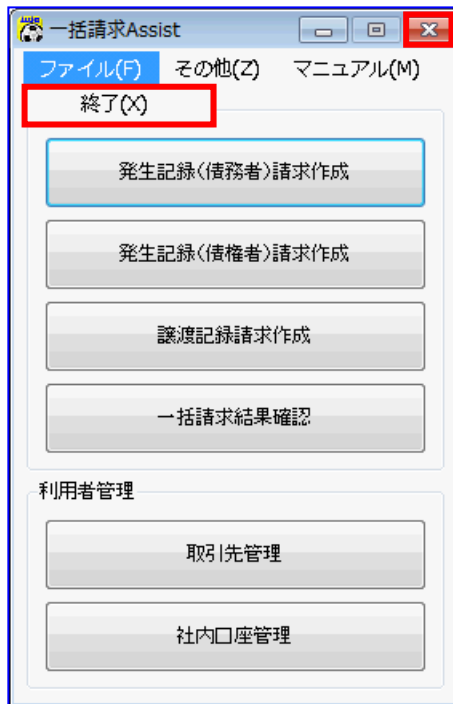 一括請求Assist
ファイル(F) その他(Z) マニュアル(M)
終了(X)
発生記録(債務者)請求作成
発生記録(債権者)請求作成
譲渡記録請求作成
一括請求結果確認
利用者管理
取引先管理
社内口座管理